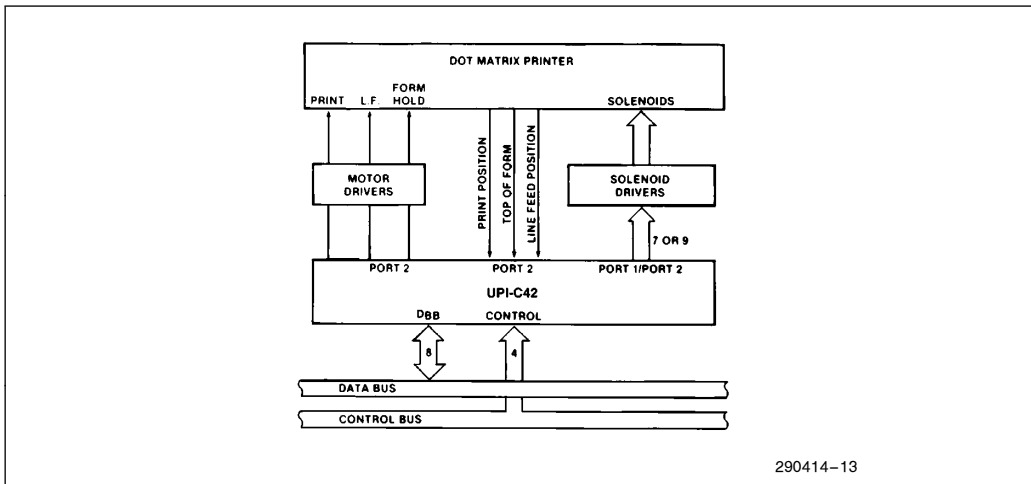 DOT MATRIX PRINTER
PRINT
L.F.
FORM
HOLD
SOLENOIDS
MOTOR
DRIVERS
PRINT POSITION
TOP OF FORM
LINE FEED POSITION
SOLENOID
DRIVERS
7 OR 9
PORT 2
PORT 2
PORT 1/PORT 2
UPI-C42
DBB
CONTROL
8
4
DATA BUS
CONTROL BUS
290414–13